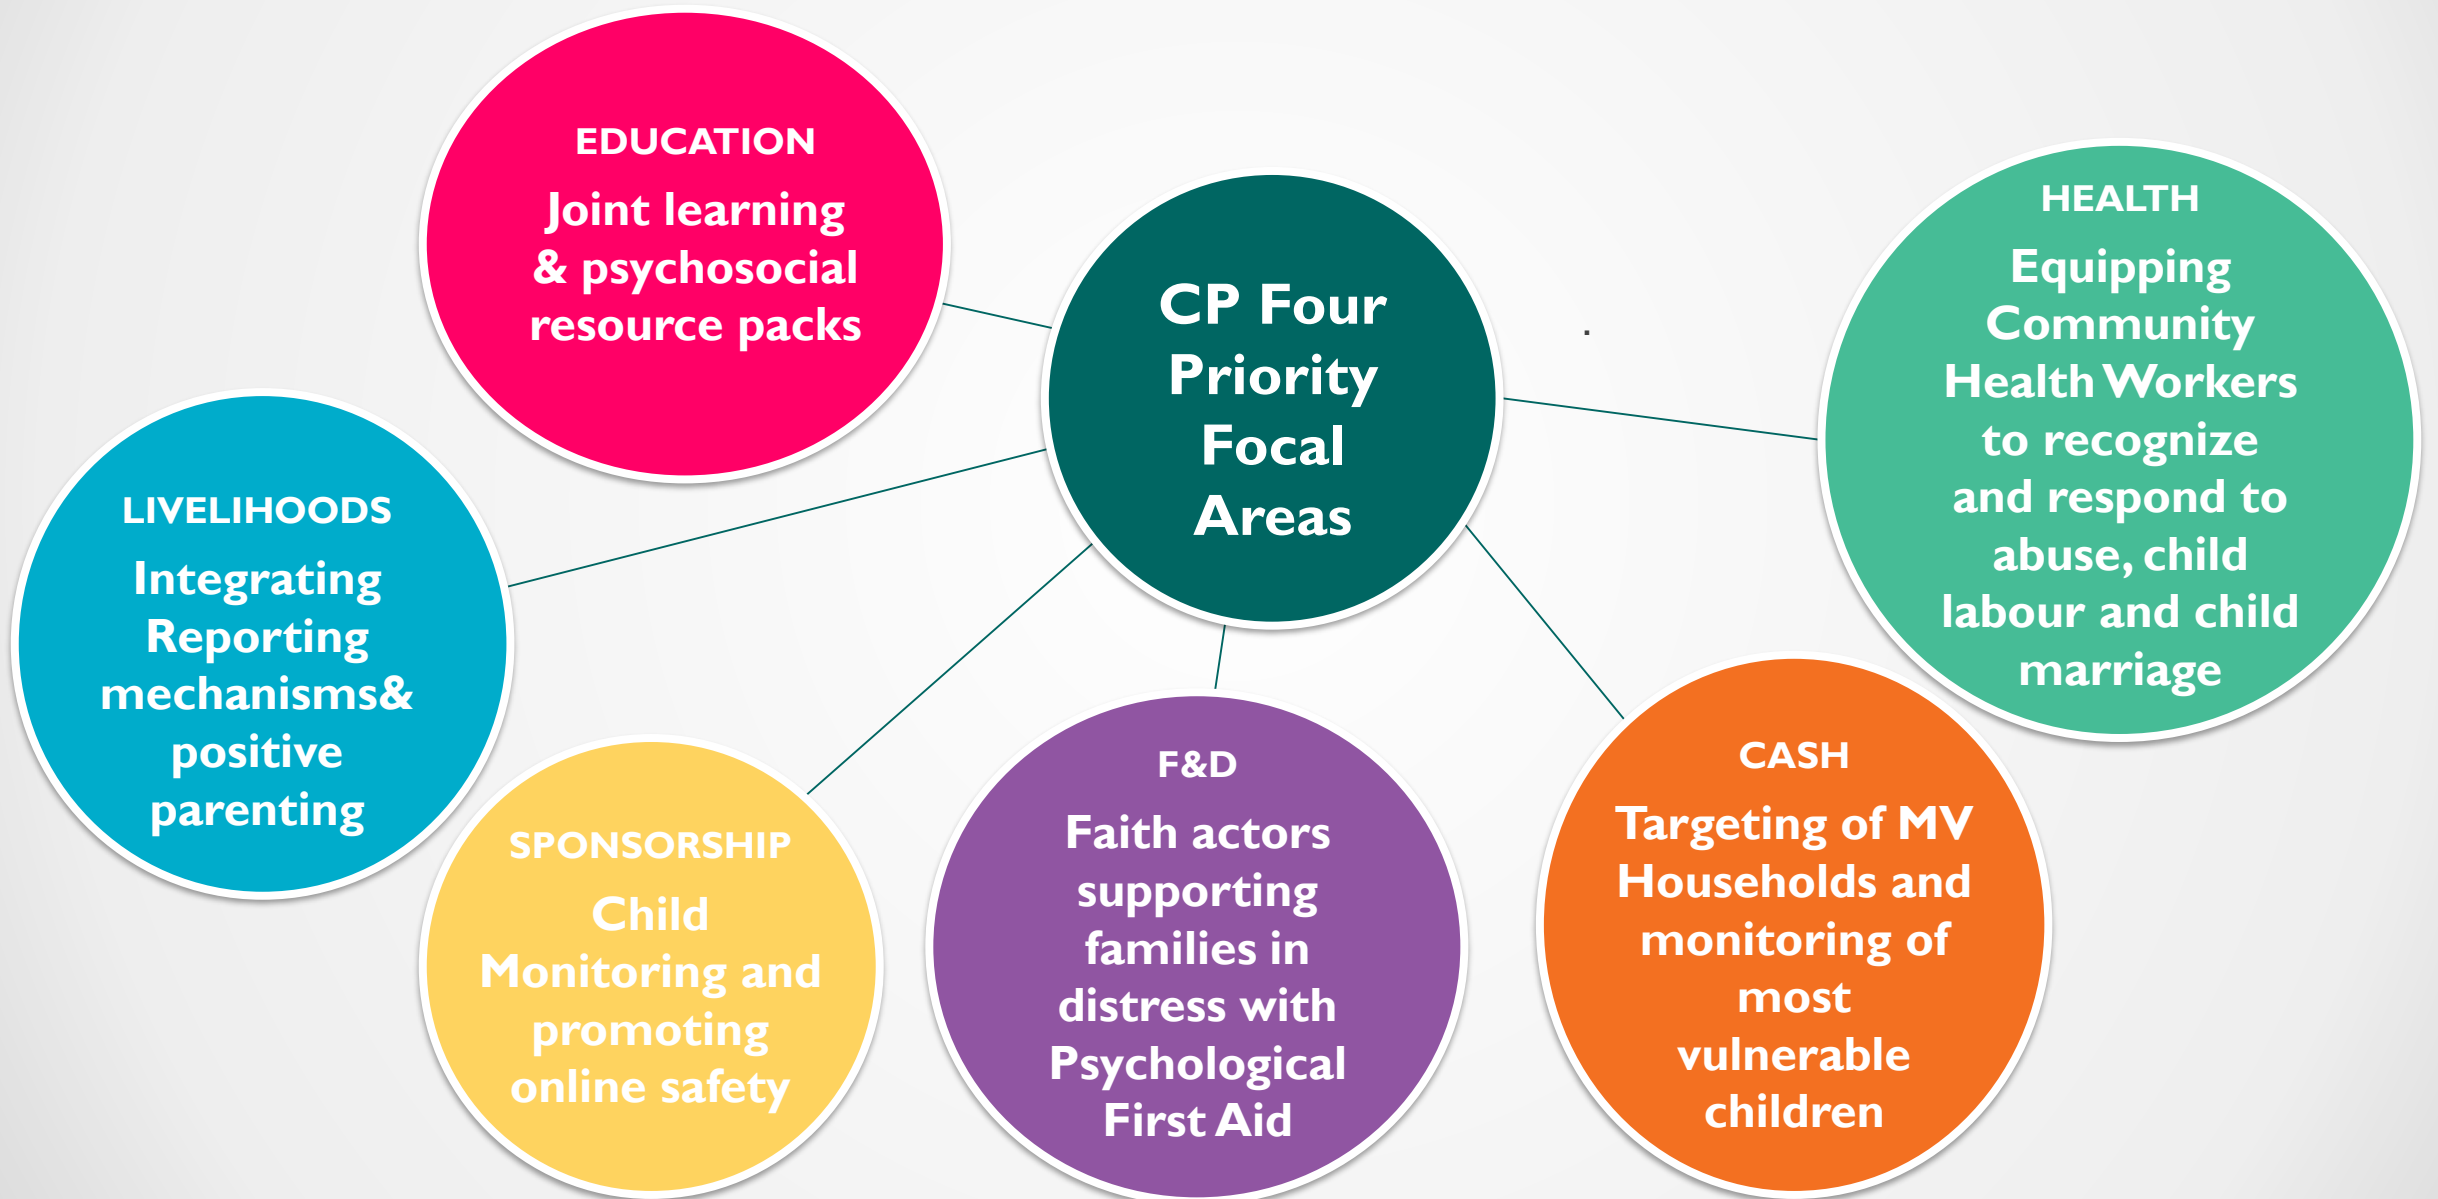 EDUCATION
Joint learning
& psychosocial
resource packs
CP Four
Priority
Focal
Areas
.
HEALTH
Equipping
Community
Health Workers
to recognize
and respond to
abuse, child
labour and child
marriage
LIVELIHOODS
Integrating
Reporting
mechanisms&
positive
parenting
SPONSORSHIP
Child
Monitoring and
promoting
online safety
F&D
Faith actors
supporting
families in
distress with
Psychological
First Aid
CASH
Targeting of MV
Households and
monitoring of
most
vulnerable
children